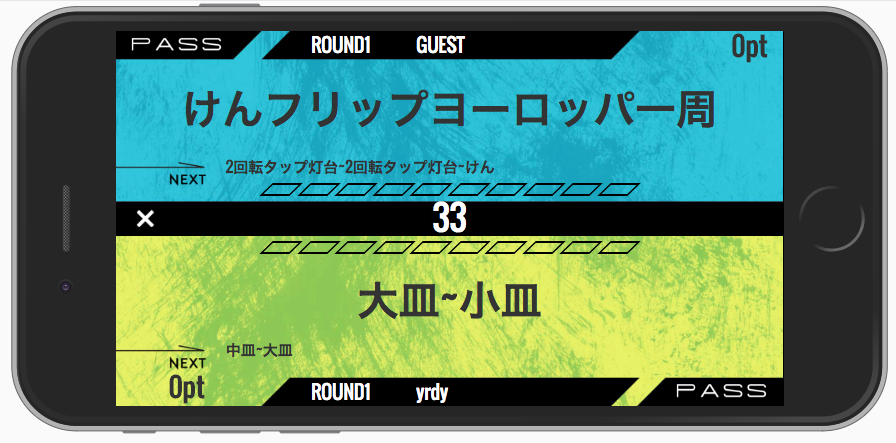 PASS ROUND1 GUEST 0pt
けんフリップヨーロッパ一周
NEXT 2回転タップ灯台~2回転タップ灯台~けん
× 33
大皿~小皿
NEXT 中皿~大皿
0pt ROUND1 yrdy PASS